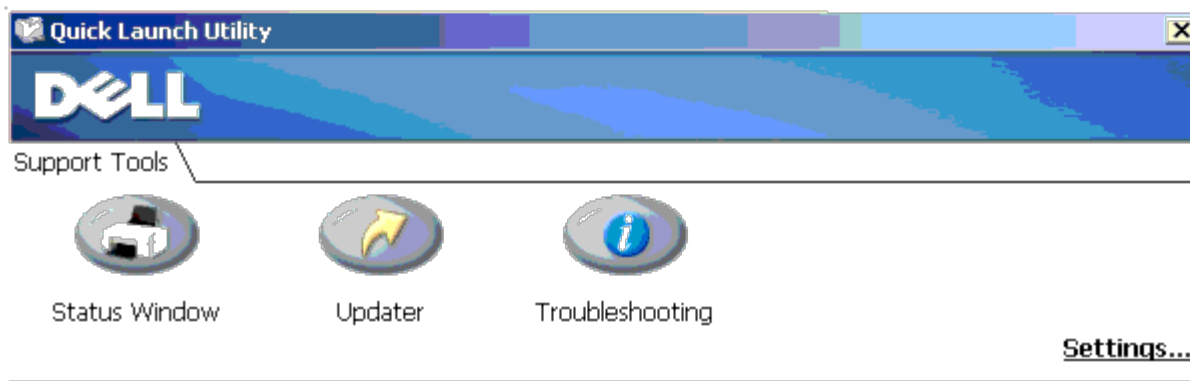 Quick Launch Utility
DELL
Support Tools
Status Window Updater Troubleshooting
Settings...